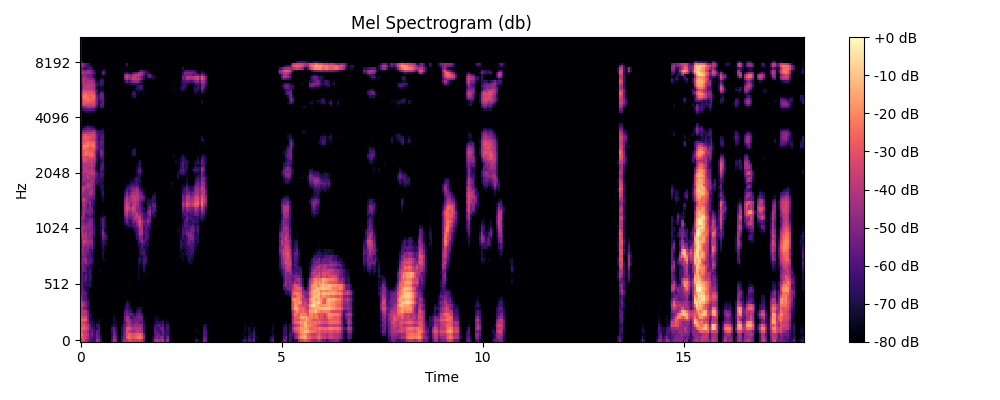 Mel Spectrogram (db)
8192
4096
2048
1024
512
0
Hz
0
5
10
15
Time
+0 dB
-10 dB
-20 dB
-30 dB
-40 dB
-50 dB
-60 dB
-70 dB
-80 dB